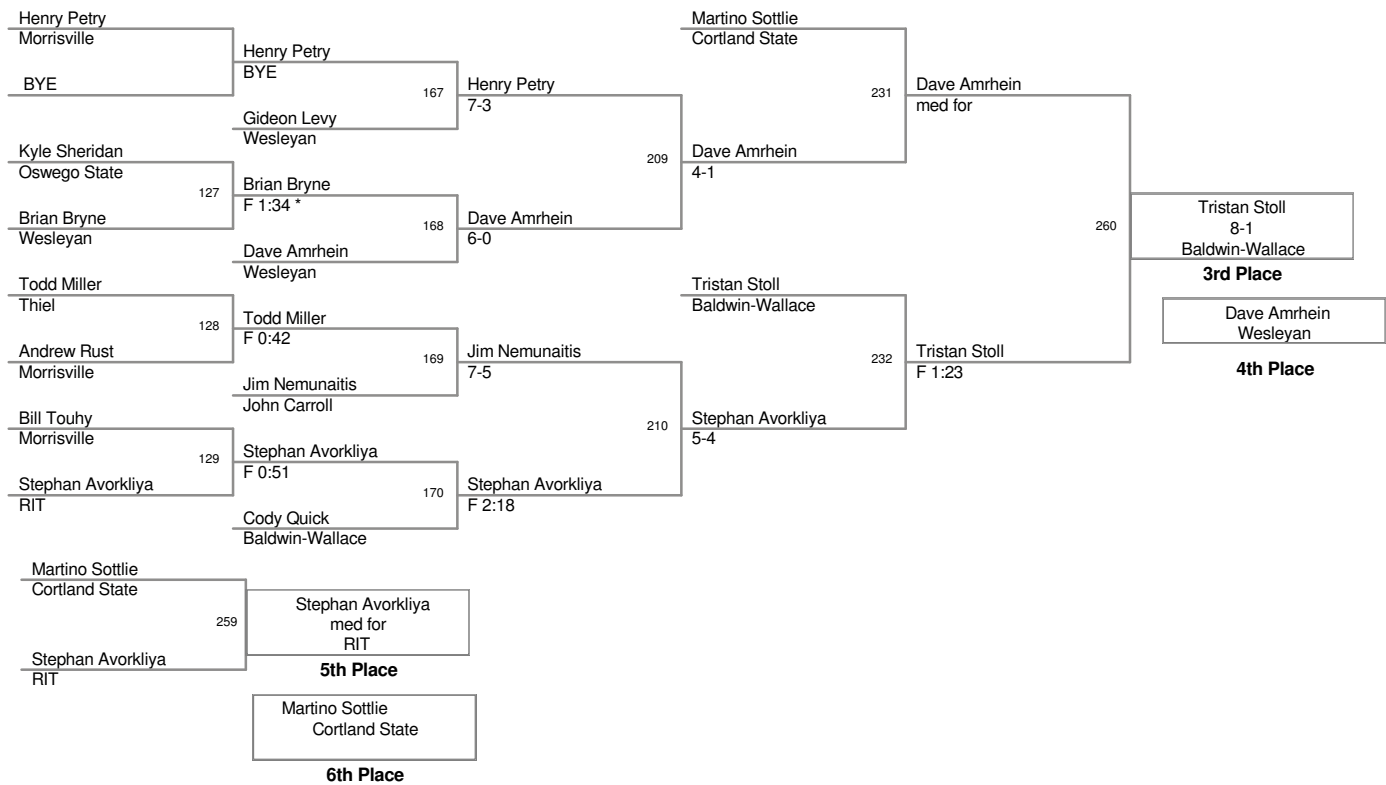 Henry Petry
Morrisville
BYE
Kyle Sheridan
Oswego State
127
Brian Bryne
Wesleyan
Todd Miller
Thiel
128
Andrew Rust
Morrisville
Bill Touhy
Morrisville
129
Stephan Avorkliya
RIT
Henry Petry
BYE
167
Gideon Levy
Wesleyan
Brian Bryne
F 1:34 *
168
Dave Amrhein
Wesleyan
Todd Miller
F 0:42
169
Jim Nemunaitis
John Carroll
Stephan Avorkliya
F 0:51
170
Cody Quick
Baldwin-Wallace
Henry Petry
7-3
209
Dave Amrhein
6-0
Jim Nemunaitis
7-5
210
Stephan Avorkliya
F 2:18
Martino Sottlie
Cortland State
231
Dave Amrhein
4-1
Tristan Stoll
Baldwin-Wallace
232
Stephan Avorkliya
5-4
Dave Amrhein
med for
260
Tristan Stoll
F 1:23
Tristan Stoll
8-1
Baldwin-Wallace
3rd Place
Dave Amrhein
Wesleyan
4th Place
Martino Sottlie
Cortland State
259
Stephan Avorkliya
RIT
Stephan Avorkliya
med for
RIT
5th Place
Martino Sottlie
Cortland State
6th Place